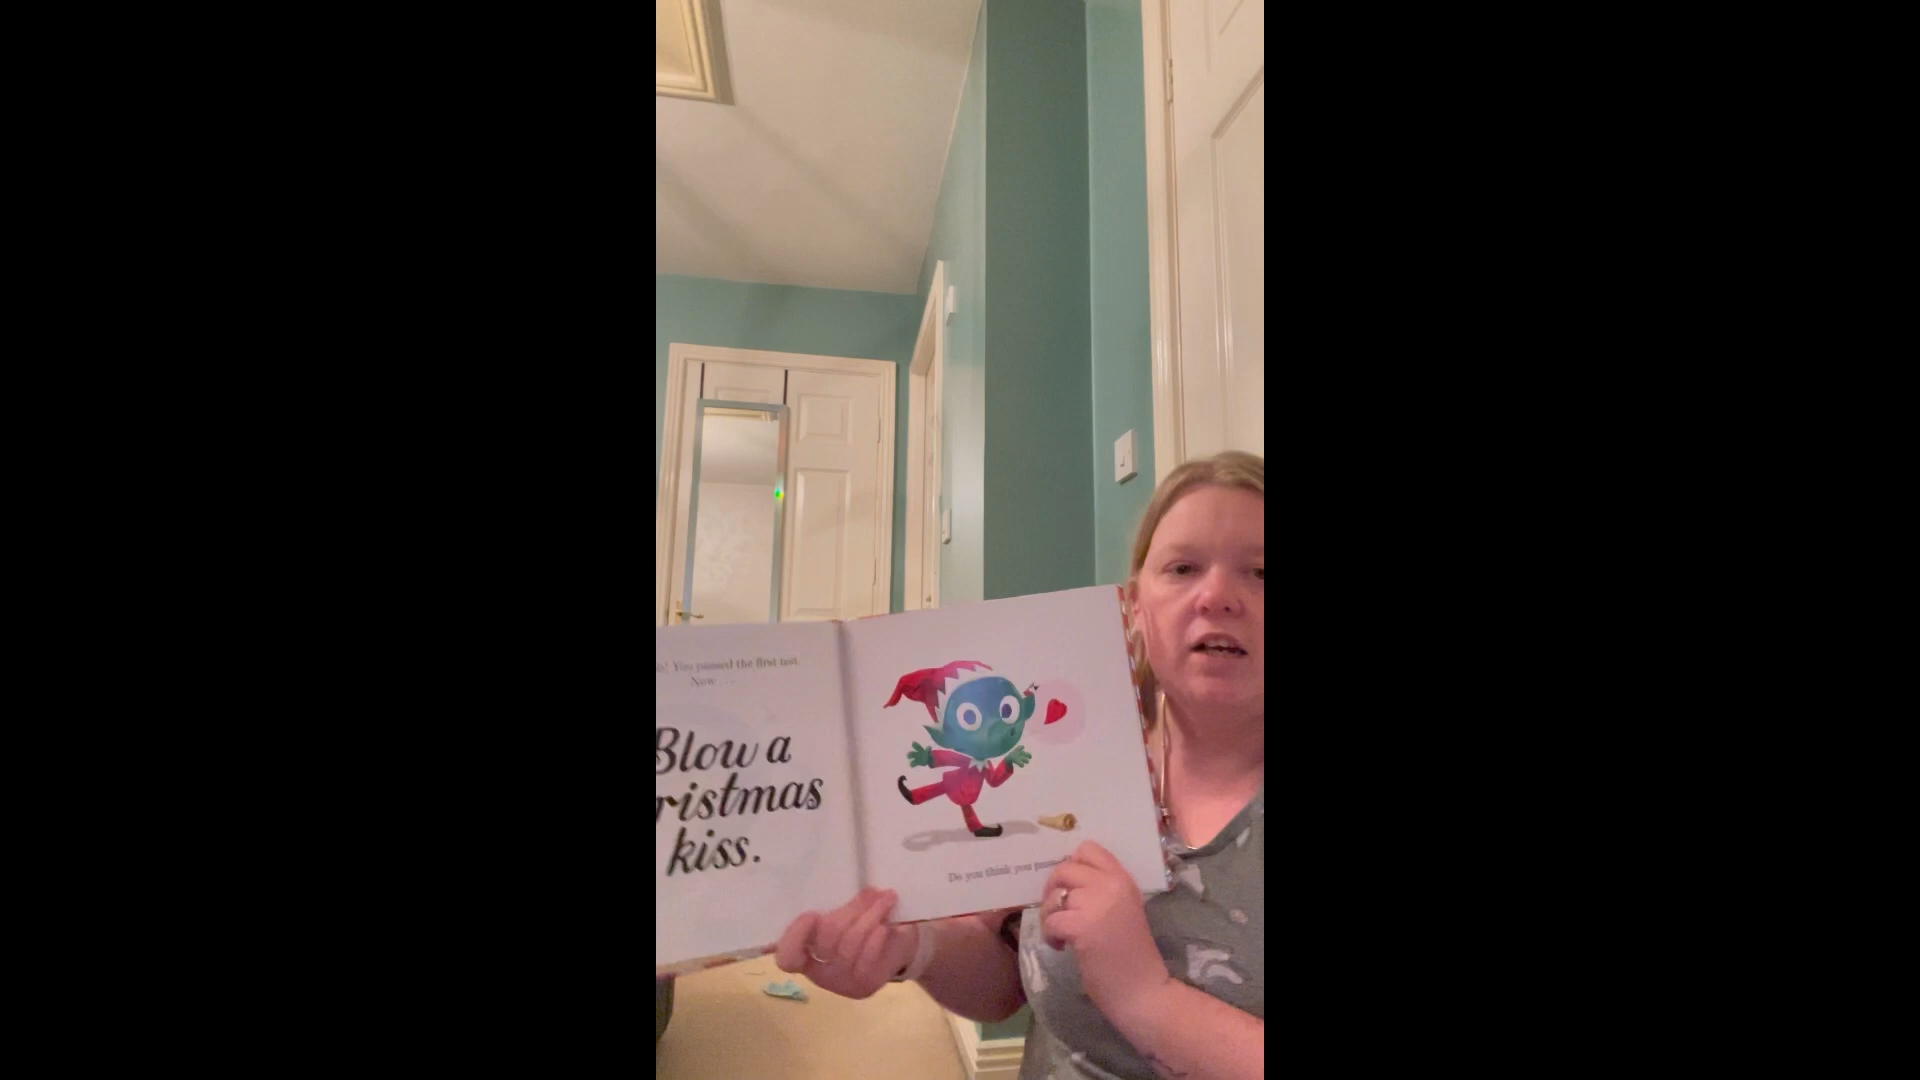 You passed the first test.
Now ...
Blow a
ristmas
kiss.
Do you think you